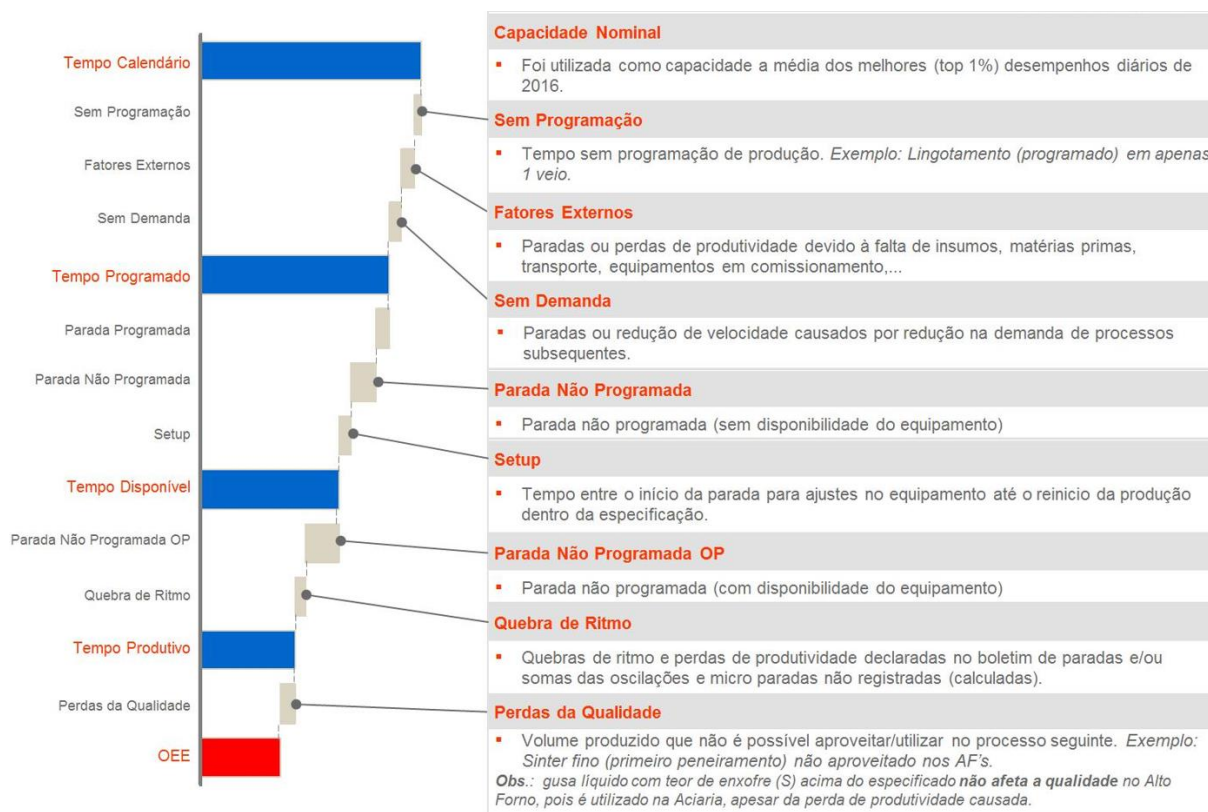 Tempo Calendário
Sem Programação
Fatores Externos
Sem Demanda
Tempo Programado
Parada Programada
Parada Não Programada
Setup
Tempo Disponível
Parada Não Programada OP
Quebra de Ritmo
Tempo Produtivo
Perdas da Qualidade
OEE
Capacidade Nominal
▪ Foi utilizada como capacidade a média dos melhores (top 1%) desempenhos diários de
2016.
Sem Programação
▪ Tempo sem programação de produção. Exemplo: Lingotamento (programado) em apenas
1 veio.
Fatores Externos
▪ Paradas ou perdas de produtividade devido à falta de insumos, matérias primas,
transporte, equipamentos em comissionamento,...
Sem Demanda
▪ Paradas ou redução de velocidade causados por redução na demanda de processos
subsequentes.
Parada Não Programada
▪ Parada não programada (sem disponibilidade do equipamento)
Setup
▪ Tempo entre o início da parada para ajustes no equipamento até o reinicio da produção
dentro da especificação.
Parada Não Programada OP
▪ Parada não programada (com disponibilidade do equipamento)
Quebra de Ritmo
▪ Quebras de ritmo e perdas de produtividade declaradas no boletim de paradas e/ou
somas das oscilações e micro paradas não registradas (calculadas).
Perdas da Qualidade
▪ Volume produzido que não é possível aproveitar/utilizar no processo seguinte. Exemplo:
Sinter fino (primeiro peneiramento) não aproveitado nos AF's.
Obs.: gusa líquido com teor de enxofre (S) acima do especificado não afeta a qualidade no Alto
Forno, pois é utilizado na Aciaria, apesar da perda de produtividade causada.